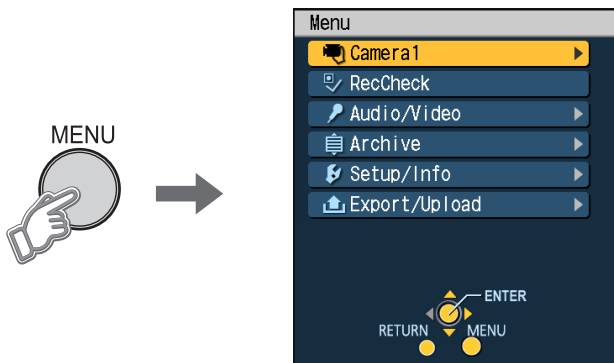 MENU
Menu
Camera1
RecCheck
Audio/Video
Archive
Setup/Info
Export/Upload
ENTER
RETURN MENU